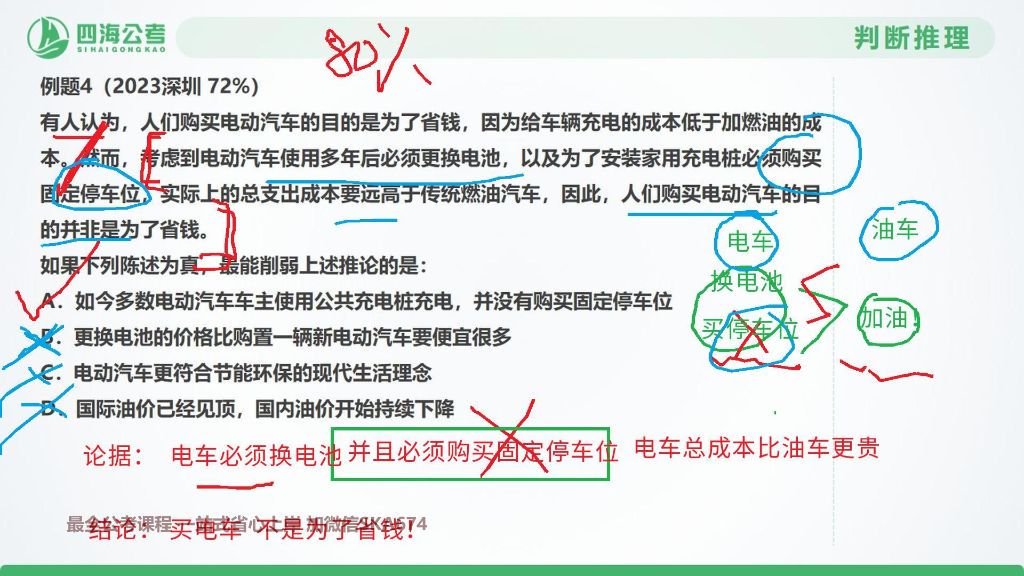 四海公考
SIHAIGONGKAO
判断推理
80%
例题4（2023深圳 72%）
有人认为，人们购买电动汽车的目的是为了省钱，因为给车辆充电的成本低于加燃油的成
本。然而，考虑到电动汽车使用多年后必须更换电池，以及为了安装家用充电桩必须购买
固定停车位，实际上的总支出成本要远高于传统燃油汽车，因此，人们购买电动汽车的目
的并非是为了省钱。
电车
油车
如果下列陈述为真，最能削弱上述推论的是：
换电池
A．如今多数电动汽车车主使用公共充电桩充电，并没有购买固定停车位
买停车位
加油！
B．更换电池的价格比购置一辆新电动汽车要便宜很多
C．电动汽车更符合节能环保的现代生活理念
D．国际油价已经见顶，国内油价开始持续下降
论据： 电车必须换电池 并且必须购买固定停车位 电车总成本比油车更贵
最全公考课程 一站式省心上岸 加微信
结论： 买电车 不是为了省钱！